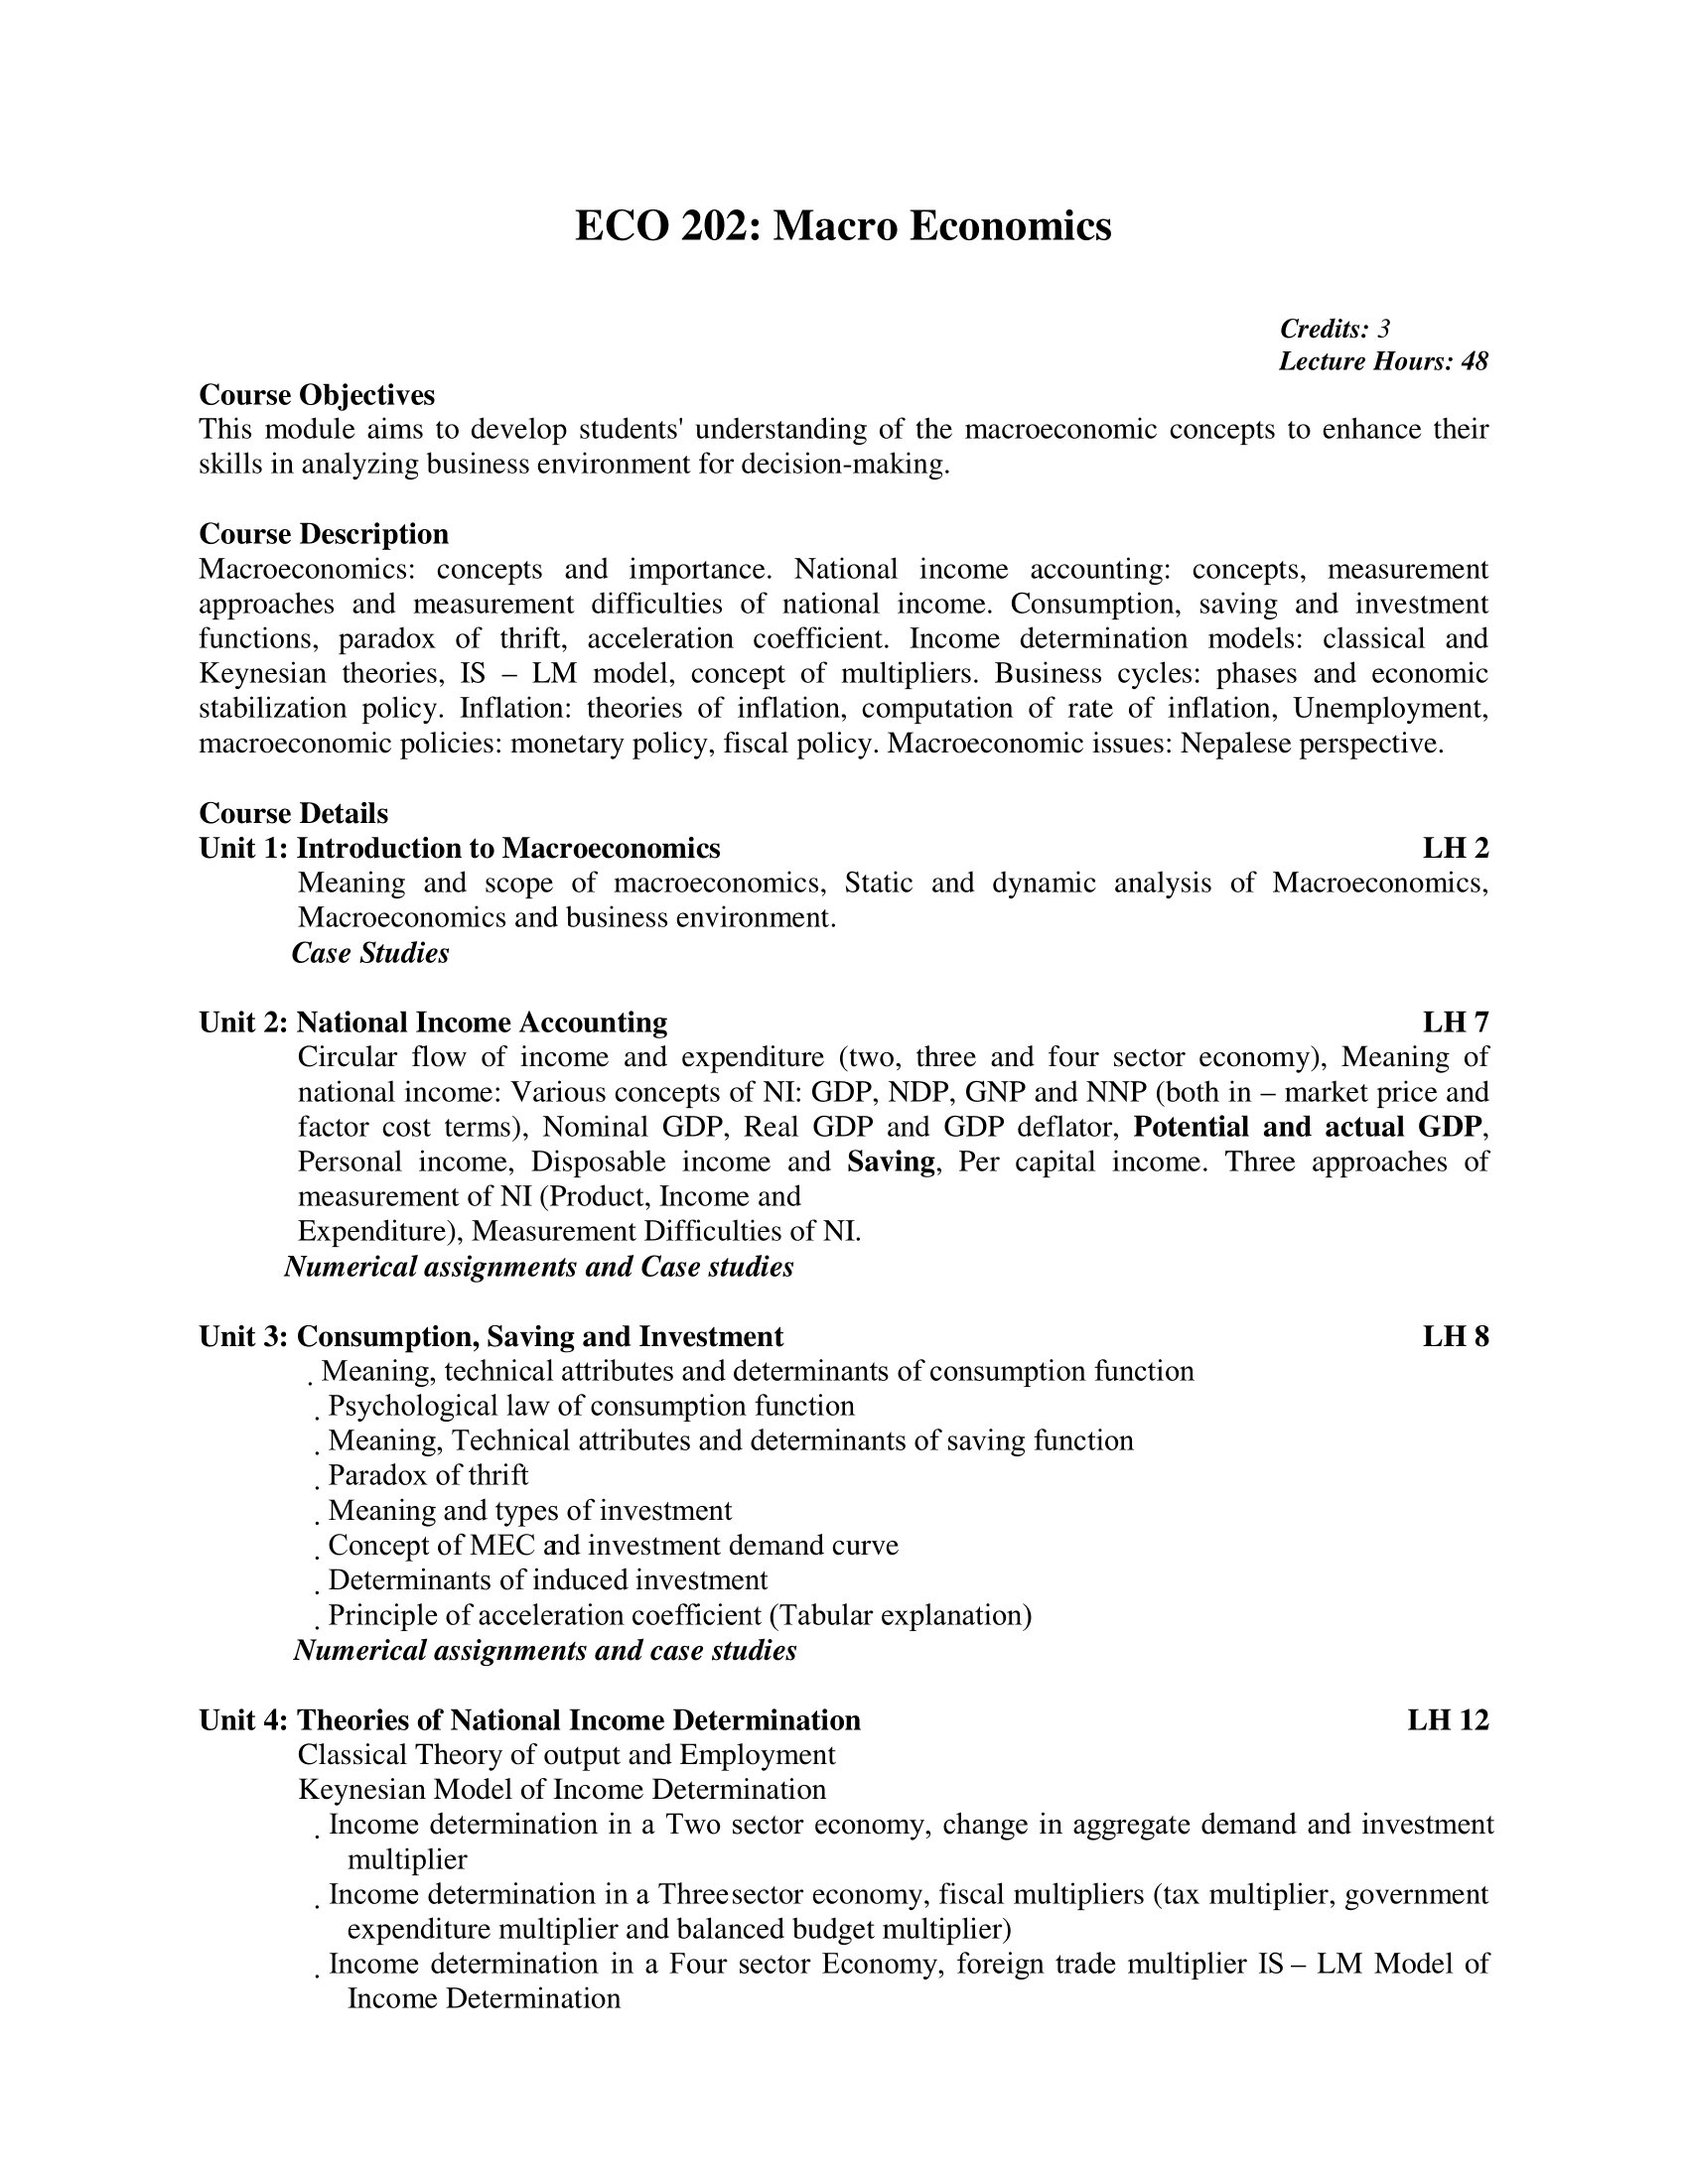 ECO 202: Macro Economics
Credits: 3
Lecture Hours: 48
Course Objectives
This module aims to develop students' understanding of the macroeconomic concepts to enhance their
skills in analyzing business environment for decision-making.
Course Description
Macroeconomics: concepts and importance. National income accounting: concepts, measurement
approaches and measurement difficulties of national income. Consumption, saving and investment
functions, paradox of thrift, acceleration coefficient. Income determination models: classical and
Keynesian theories, IS – LM model, concept of multipliers. Business cycles: phases and economic
stabilization policy. Inflation: theories of inflation, computation of rate of inflation, Unemployment,
macroeconomic policies: monetary policy, fiscal policy. Macroeconomic issues: Nepalese perspective.
Course Details
Unit 1: Introduction to Macroeconomics LH 2
Meaning and scope of macroeconomics, Static and dynamic analysis of Macroeconomics,
Macroeconomics and business environment.
Case Studies
Unit 2: National Income Accounting LH 7
Circular flow of income and expenditure (two, three and four sector economy), Meaning of
national income: Various concepts of NI: GDP, NDP, GNP and NNP (both in – market price and
factor cost terms), Nominal GDP, Real GDP and GDP deflator, Potential and actual GDP,
Personal income, Disposable income and Saving, Per capital income. Three approaches of
measurement of NI (Product, Income and
Expenditure), Measurement Difficulties of NI.
Numerical assignments and Case studies
Unit 3: Consumption, Saving and Investment LH 8
. Meaning, technical attributes and determinants of consumption function
. Psychological law of consumption function
. Meaning, Technical attributes and determinants of saving function
. Paradox of thrift
. Meaning and types of investment
. Concept of MEC and investment demand curve
. Determinants of induced investment
. Principle of acceleration coefficient (Tabular explanation)
Numerical assignments and case studies
Unit 4: Theories of National Income Determination LH 12
Classical Theory of output and Employment
Keynesian Model of Income Determination
. Income determination in a Two sector economy, change in aggregate demand and investment
multiplier
. Income determination in a Three sector economy, fiscal multipliers (tax multiplier, government
expenditure multiplier and balanced budget multiplier)
. Income determination in a Four sector Economy, foreign trade multiplier IS – LM Model of
Income Determination